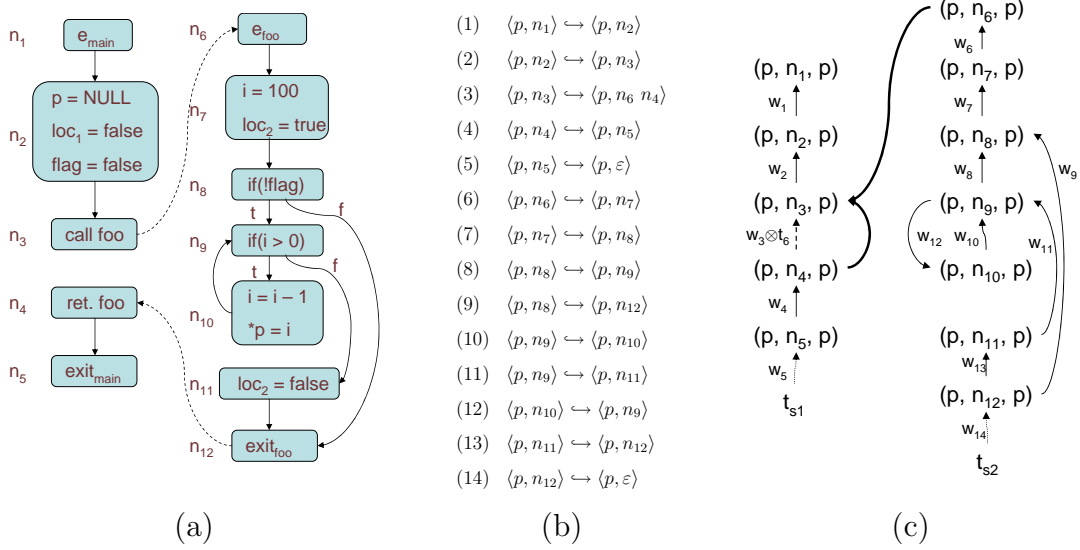 n₁
e_main
n₂
p = NULL
loc₁ = false
flag = false
n₃
call foo
n₄
ret. foo
n₅
exit_main
n₆
e_foo
n₇
i = 100
loc₂ = true
n₈
if(!flag)
t
f
n₉
if(i > 0)
t
f
n₁₀
i = i – 1
*p = i
n₁₁
loc₂ = false
n₁₂
exit_foo
(a)
(1) ⟨p, n₁⟩ ↪ ⟨p, n₂⟩
(2) ⟨p, n₂⟩ ↪ ⟨p, n₃⟩
(3) ⟨p, n₃⟩ ↪ ⟨p, n₆ n₄⟩
(4) ⟨p, n₄⟩ ↪ ⟨p, n₅⟩
(5) ⟨p, n₅⟩ ↪ ⟨p, ε⟩
(6) ⟨p, n₆⟩ ↪ ⟨p, n₇⟩
(7) ⟨p, n₇⟩ ↪ ⟨p, n₈⟩
(8) ⟨p, n₈⟩ ↪ ⟨p, n₉⟩
(9) ⟨p, n₈⟩ ↪ ⟨p, n₁₂⟩
(10) ⟨p, n₉⟩ ↪ ⟨p, n₁₀⟩
(11) ⟨p, n₉⟩ ↪ ⟨p, n₁₁⟩
(12) ⟨p, n₁₀⟩ ↪ ⟨p, n₉⟩
(13) ⟨p, n₁₁⟩ ↪ ⟨p, n₁₂⟩
(14) ⟨p, n₁₂⟩ ↪ ⟨p, ε⟩
(b)
(p, n₁, p)
w₁
(p, n₂, p)
w₂
(p, n₃, p)
w₃⊗t₆
(p, n₄, p)
w₄
(p, n₅, p)
w₅
t_s1
(p, n₆, p)
w₆
(p, n₇, p)
w₇
(p, n₈, p)
w₈
w₉
(p, n₉, p)
w₁₂
w₁₀
w₁₁
(p, n₁₀, p)
(p, n₁₁, p)
w₁₃
(p, n₁₂, p)
w₁₄
t_s2
(c)